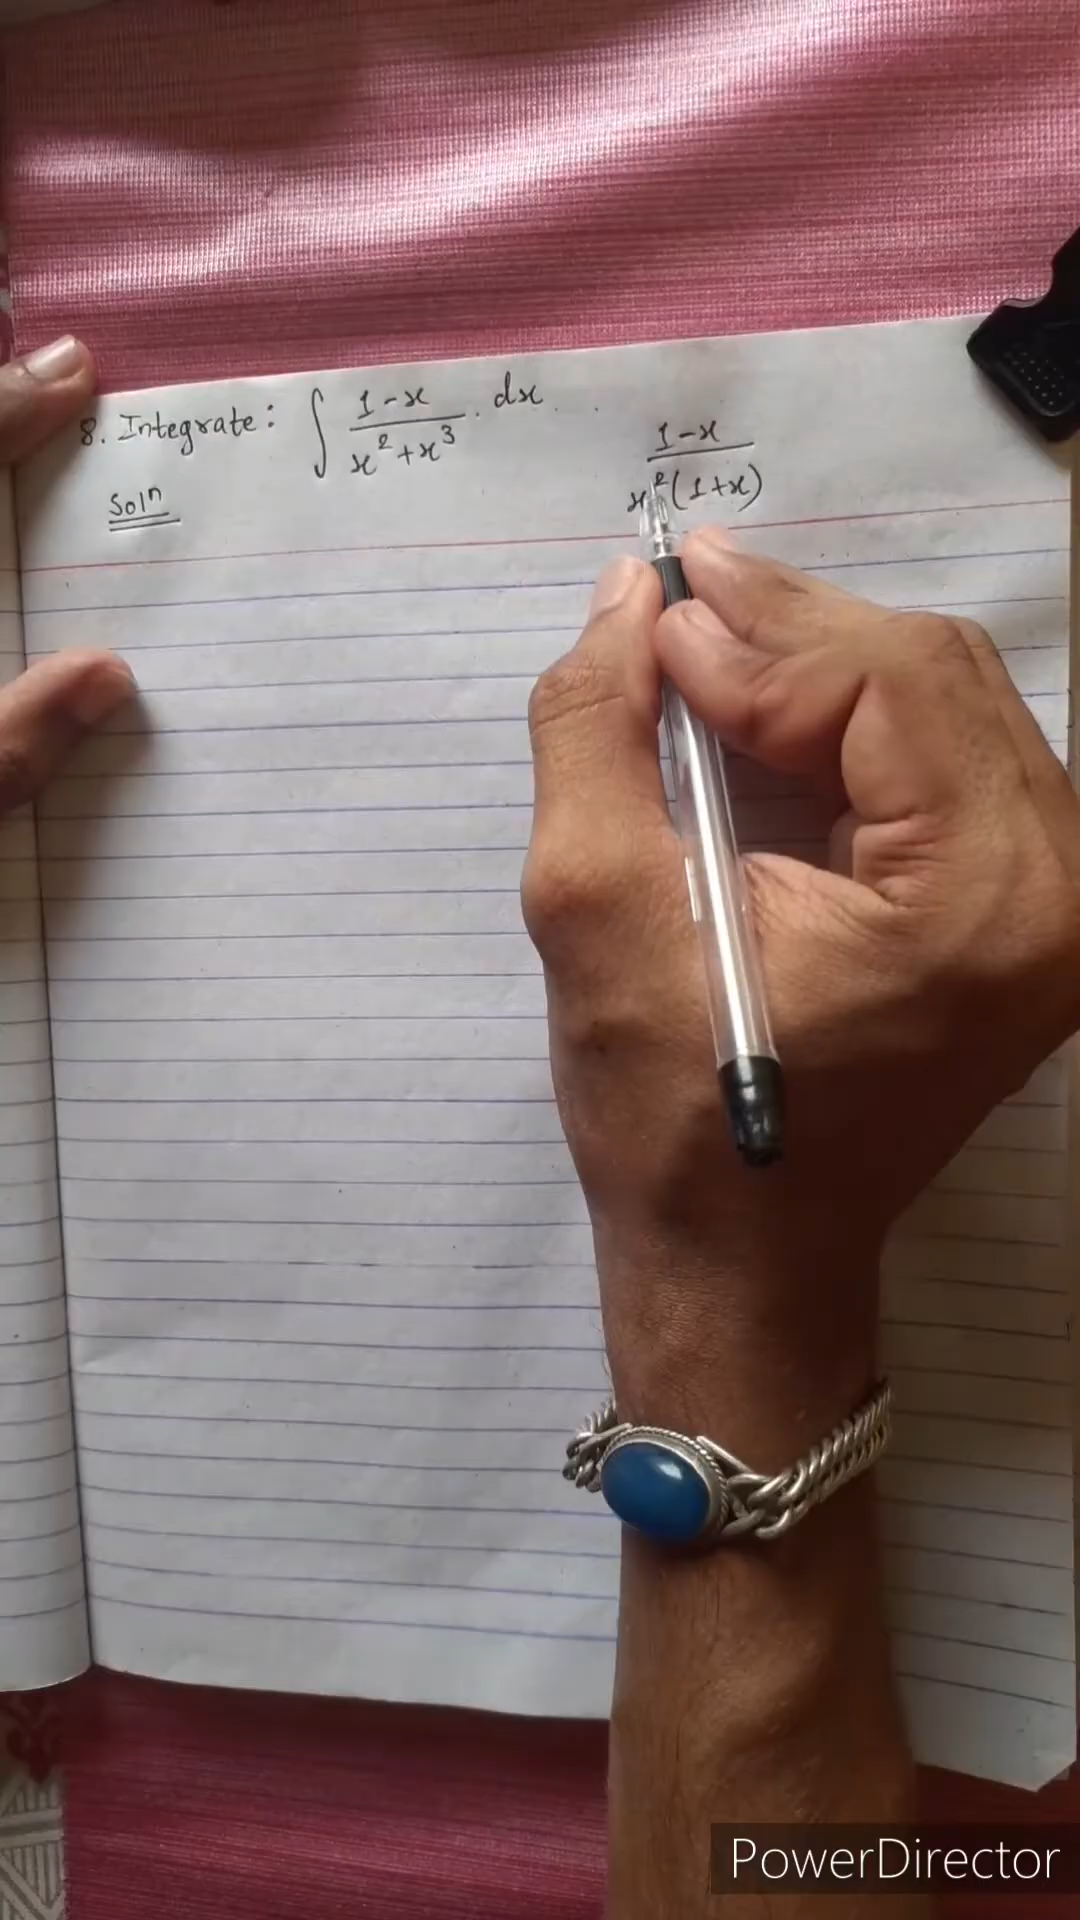 8. Integrate: ∫ (1-x)/(x²+x³) . dx
(1-x)/(x²(1+x))
Solⁿ
PowerDirector